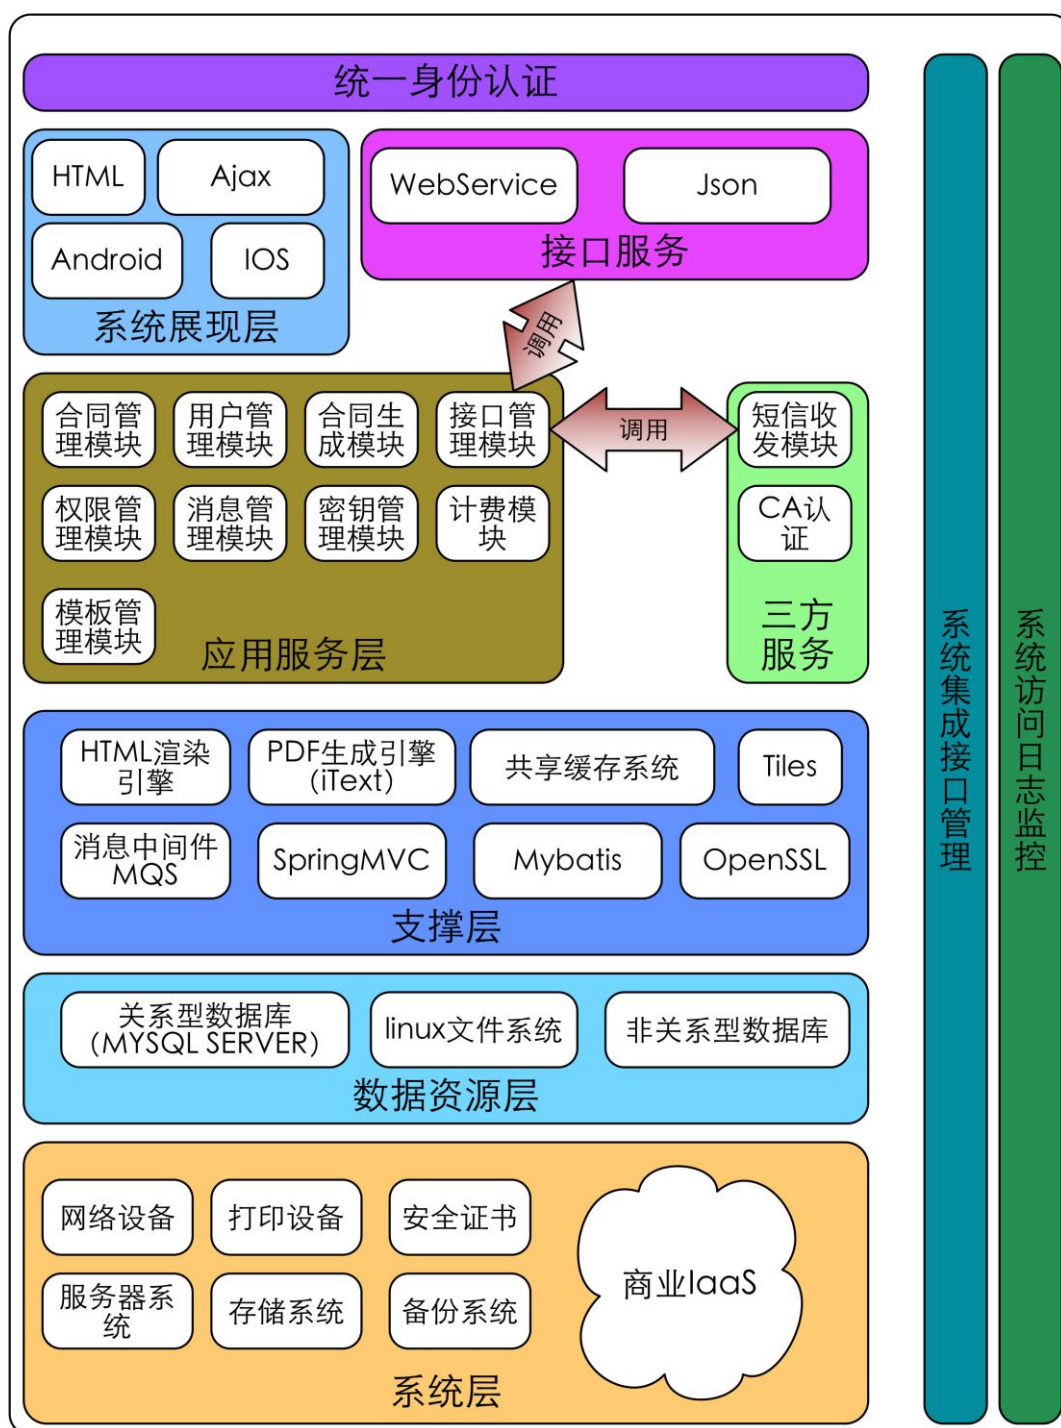 统一身份认证
HTML
Ajax
Android
IOS
系统展现层
WebService
Json
接口服务
调用
合同管
理模块
用户管
理模块
合同生
成模块
接口管
理模块
权限管
理模块
消息管
理模块
密钥管
理模块
计费模
块
模板管
理模块
应用服务层
调用
短信收
发模块
CA认
证
三方
服务
HTML渲染
引擎
PDF生成引擎
(iText)
共享缓存系统
Tiles
消息中间件
MQS
SpringMVC
Mybatis
OpenSSL
支撑层
关系型数据库
(MYSQL SERVER)
linux文件系统
非关系型数据库
数据资源层
网络设备
打印设备
安全证书
服务器系
统
存储系统
备份系统
商业IaaS
系统层
系统集成接口管理
系统访问日志监控